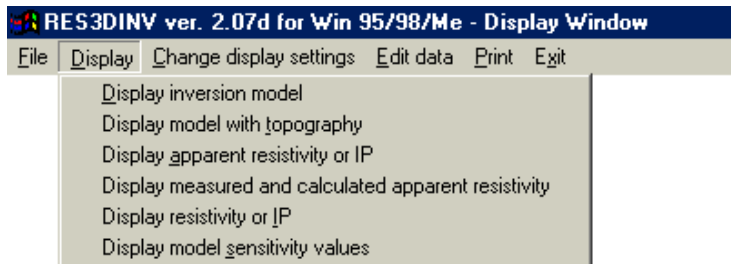 RES3DINV ver. 2.07d for Win 95/98/Me - Display Window
File Display Change display settings Edit data Print Exit
Display inversion model
Display model with topography
Display apparent resistivity or IP
Display measured and calculated apparent resistivity
Display resistivity or IP
Display model sensitivity values